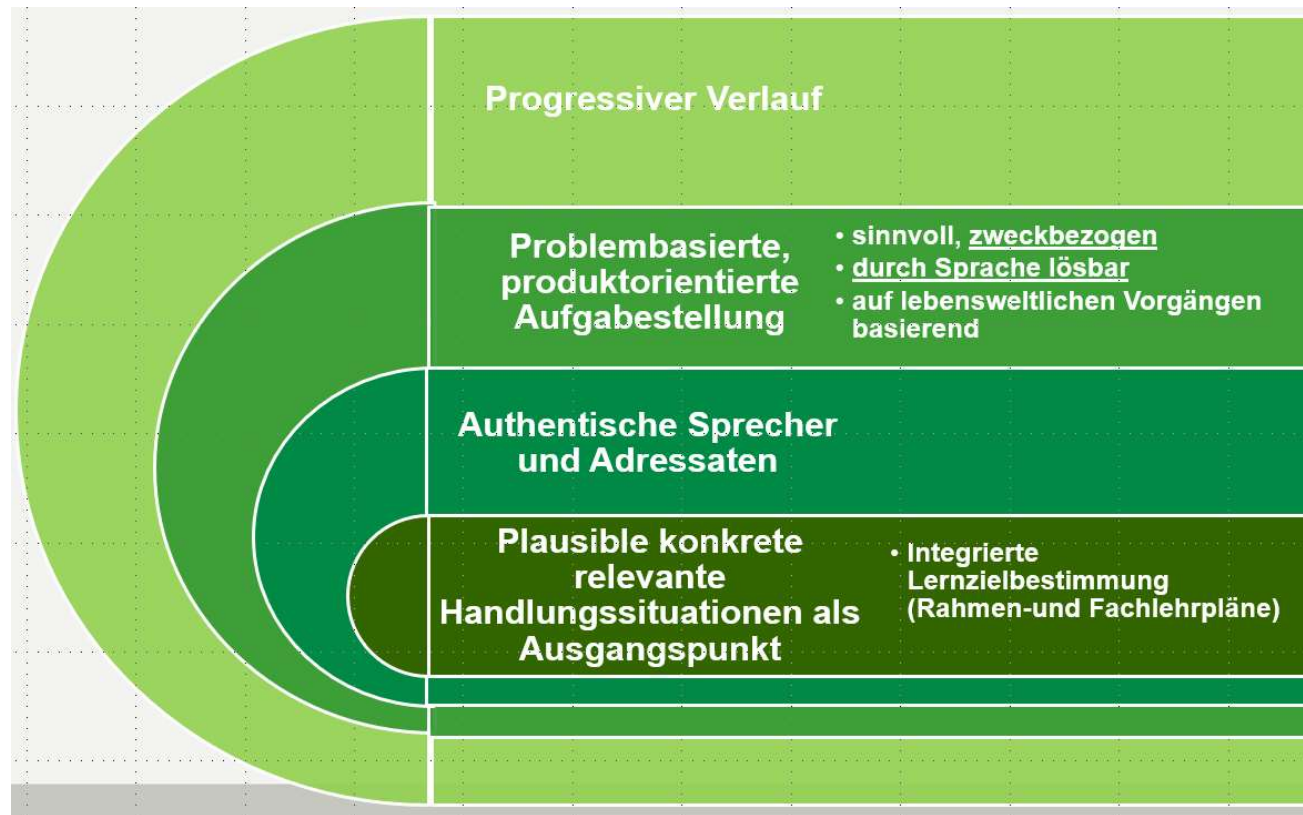 Progressiver Verlauf
Problembasierte,
produktorientierte
Aufgabestellung
• sinnvoll, zweckbezogen
• durch Sprache lösbar
• auf lebensweltlichen Vorgängen
basierend
Authentische Sprecher
und Adressaten
Plausible konkrete
relevante
Handlungssituationen als
Ausgangspunkt
• Integrierte
Lernzielbestimmung
(Rahmen-und Fachlehrpläne)